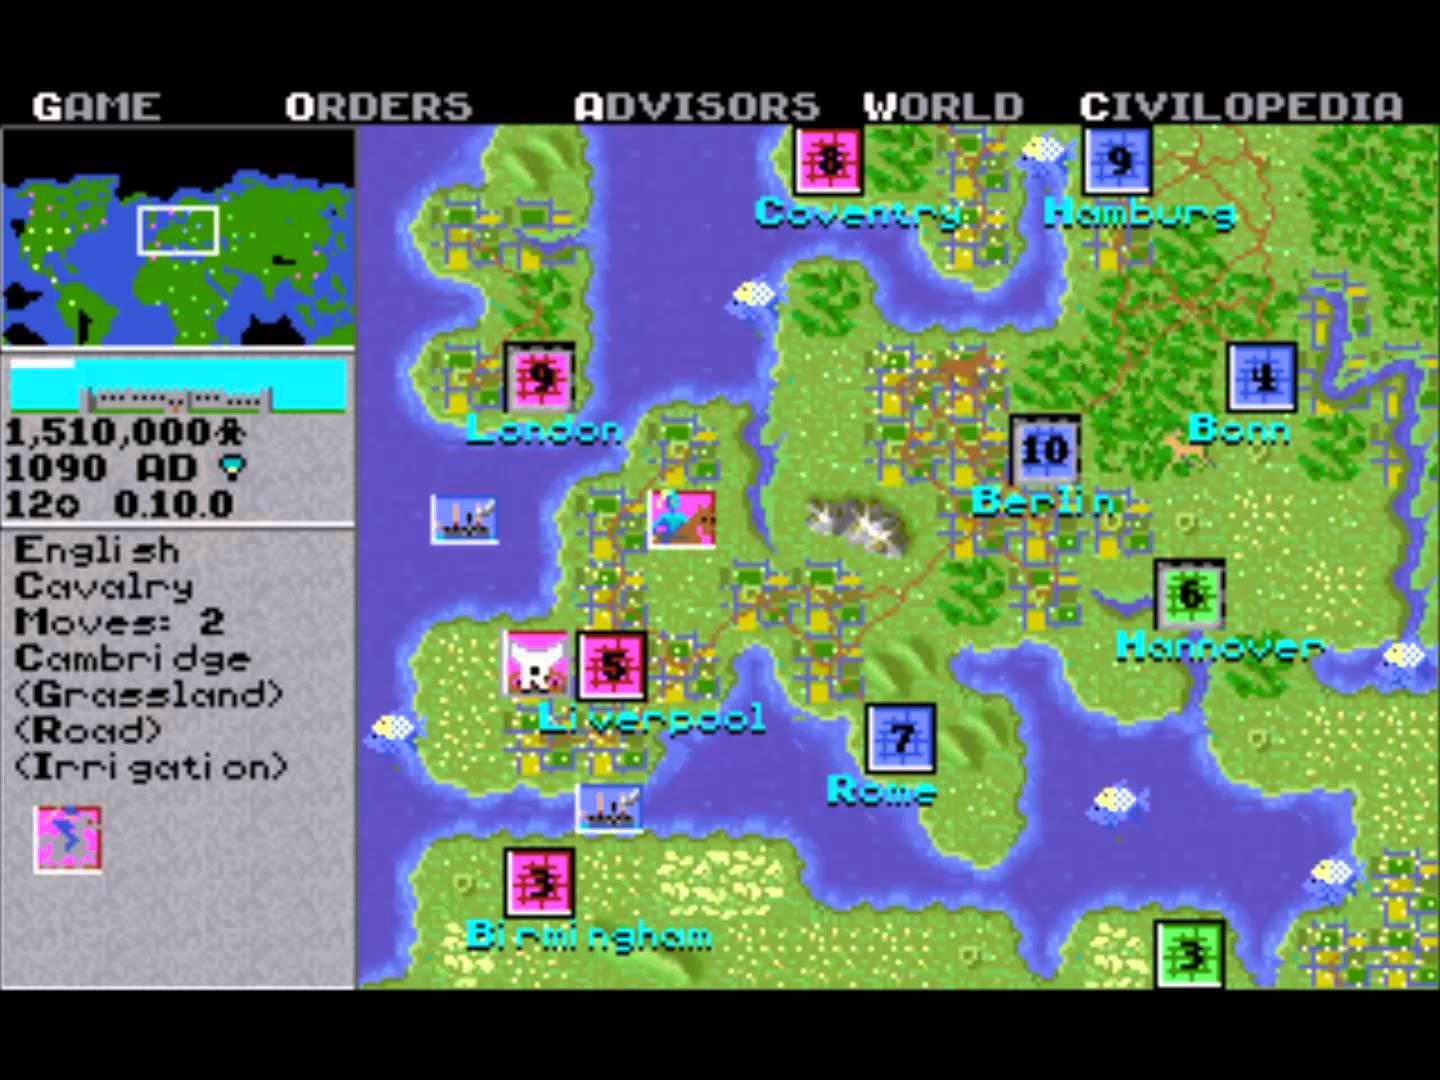 GAME ORDERS ADVISORS WORLD CIVILOPEDIA
8 9
Coventry Hamburg
9 4
London Bonn
10
Berlin
1,510,000
1090 AD
12 0.10.0
English
Cavalry
Moves: 2
Cambridge
(Grassland)
(Road)
(Irrigation)
6
Hannover
5
Liverpool
7
Rome
3
Birmingham
3